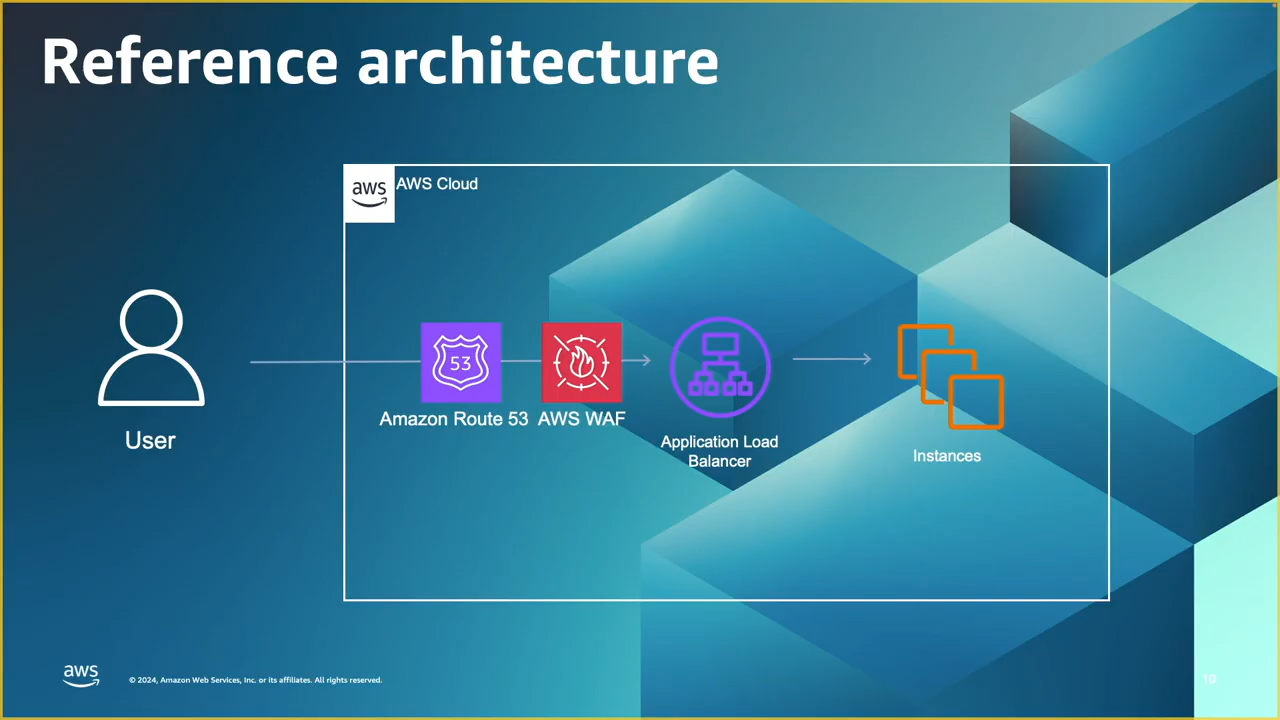 Reference architecture
aws
AWS Cloud
53
Amazon Route 53
AWS WAF
User
Application Load
Balancer
Instances
aws
© 2024, Amazon Web Services, Inc. or its affiliates. All rights reserved.
10